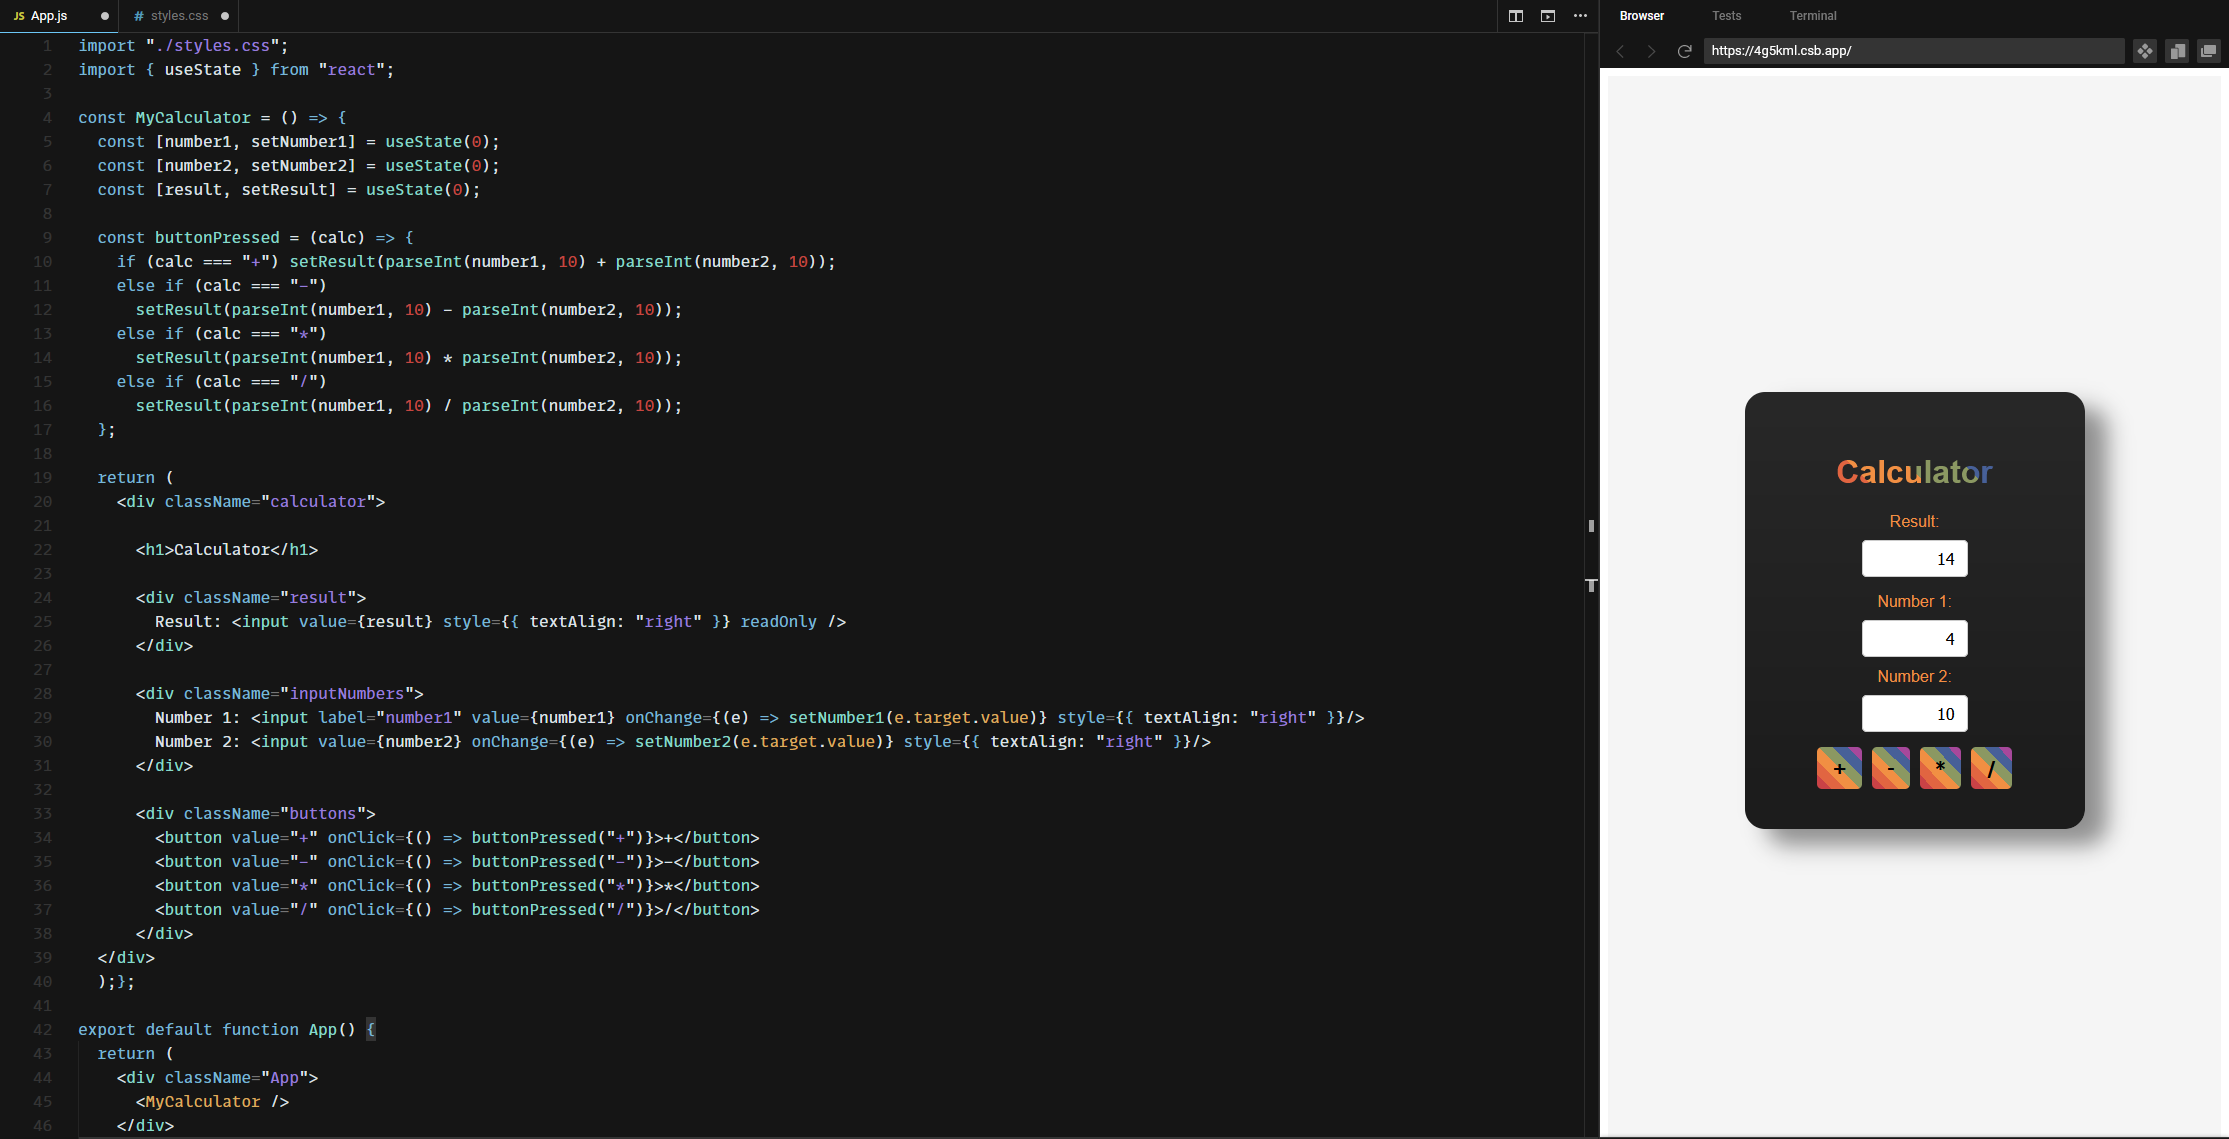 JS App.js
# styles.css
Browser Tests Terminal
https://4g5kml.csb.app/
1 import "./styles.css";
2 import { useState } from "react";
3
4 const MyCalculator = () => {
5 const [number1, setNumber1] = useState(0);
6 const [number2, setNumber2] = useState(0);
7 const [result, setResult] = useState(0);
8
9 const buttonPressed = (calc) => {
10 if (calc === "+") setResult(parseInt(number1, 10) + parseInt(number2, 10));
11 else if (calc === "-")
12 setResult(parseInt(number1, 10) - parseInt(number2, 10));
13 else if (calc === "*")
14 setResult(parseInt(number1, 10) * parseInt(number2, 10));
15 else if (calc === "/")
16 setResult(parseInt(number1, 10) / parseInt(number2, 10));
17 };
18
19 return (
20 <div className="calculator">
21
22 <h1>Calculator</h1>
23
24 <div className="result">
25 Result: <input value={result} style={{ textAlign: "right" }} readOnly />
26 </div>
27
28 <div className="inputNumbers">
29 Number 1: <input label="number1" value={number1} onChange={(e) => setNumber1(e.target.value)} style={{ textAlign: "right" }}/>
30 Number 2: <input value={number2} onChange={(e) => setNumber2(e.target.value)} style={{ textAlign: "right" }}/>
31 </div>
32
33 <div className="buttons">
34 <button value="+" onClick={() => buttonPressed("+")}>+</button>
35 <button value="-" onClick={() => buttonPressed("-")}>-</button>
36 <button value="*" onClick={() => buttonPressed("*")}>*</button>
37 <button value="/" onClick={() => buttonPressed("/")}>/</button>
38 </div>
39 </div>
40 );};
41
42 export default function App() {
43 return (
44 <div className="App">
45 <MyCalculator />
46 </div>
Calculator
Result:
14
Number 1:
4
Number 2:
10
+ - * /